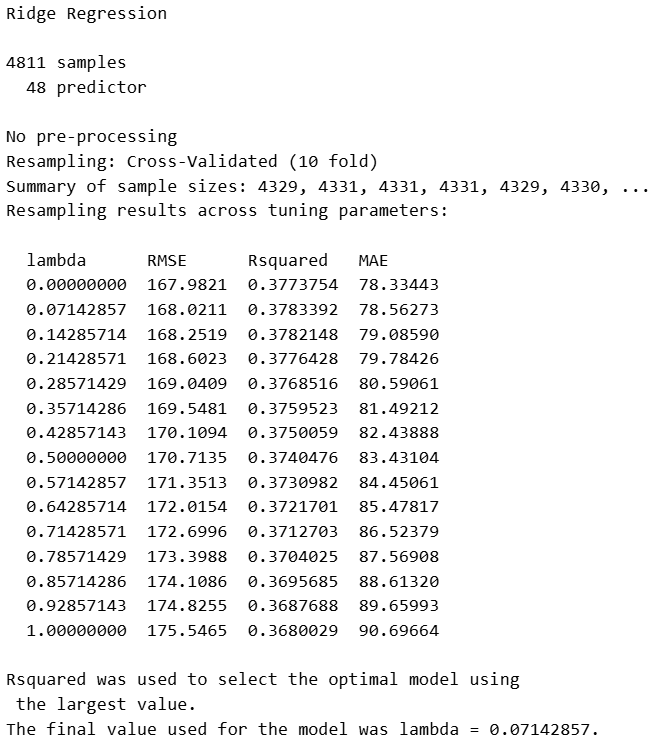 Ridge Regression
4811 samples
48 predictor
No pre-processing
Resampling: Cross-Validated (10 fold)
Summary of sample sizes: 4329, 4331, 4331, 4331, 4329, 4330, ...
Resampling results across tuning parameters:
lambda RMSE Rsquared MAE
0.00000000 167.9821 0.3773754 78.33443
0.07142857 168.0211 0.3783392 78.56273
0.14285714 168.2519 0.3782148 79.08590
0.21428571 168.6023 0.3776428 79.78426
0.28571429 169.0409 0.3768516 80.59061
0.35714286 169.5481 0.3759523 81.49212
0.42857143 170.1094 0.3750059 82.43888
0.50000000 170.7135 0.3740476 83.43104
0.57142857 171.3513 0.3730982 84.45061
0.64285714 172.0154 0.3721701 85.47817
0.71428571 172.6996 0.3712703 86.52379
0.78571429 173.3988 0.3704025 87.56908
0.85714286 174.1086 0.3695685 88.61320
0.92857143 174.8255 0.3687688 89.65993
1.00000000 175.5465 0.3680029 90.69664
Rsquared was used to select the optimal model using
the largest value.
The final value used for the model was lambda = 0.07142857.